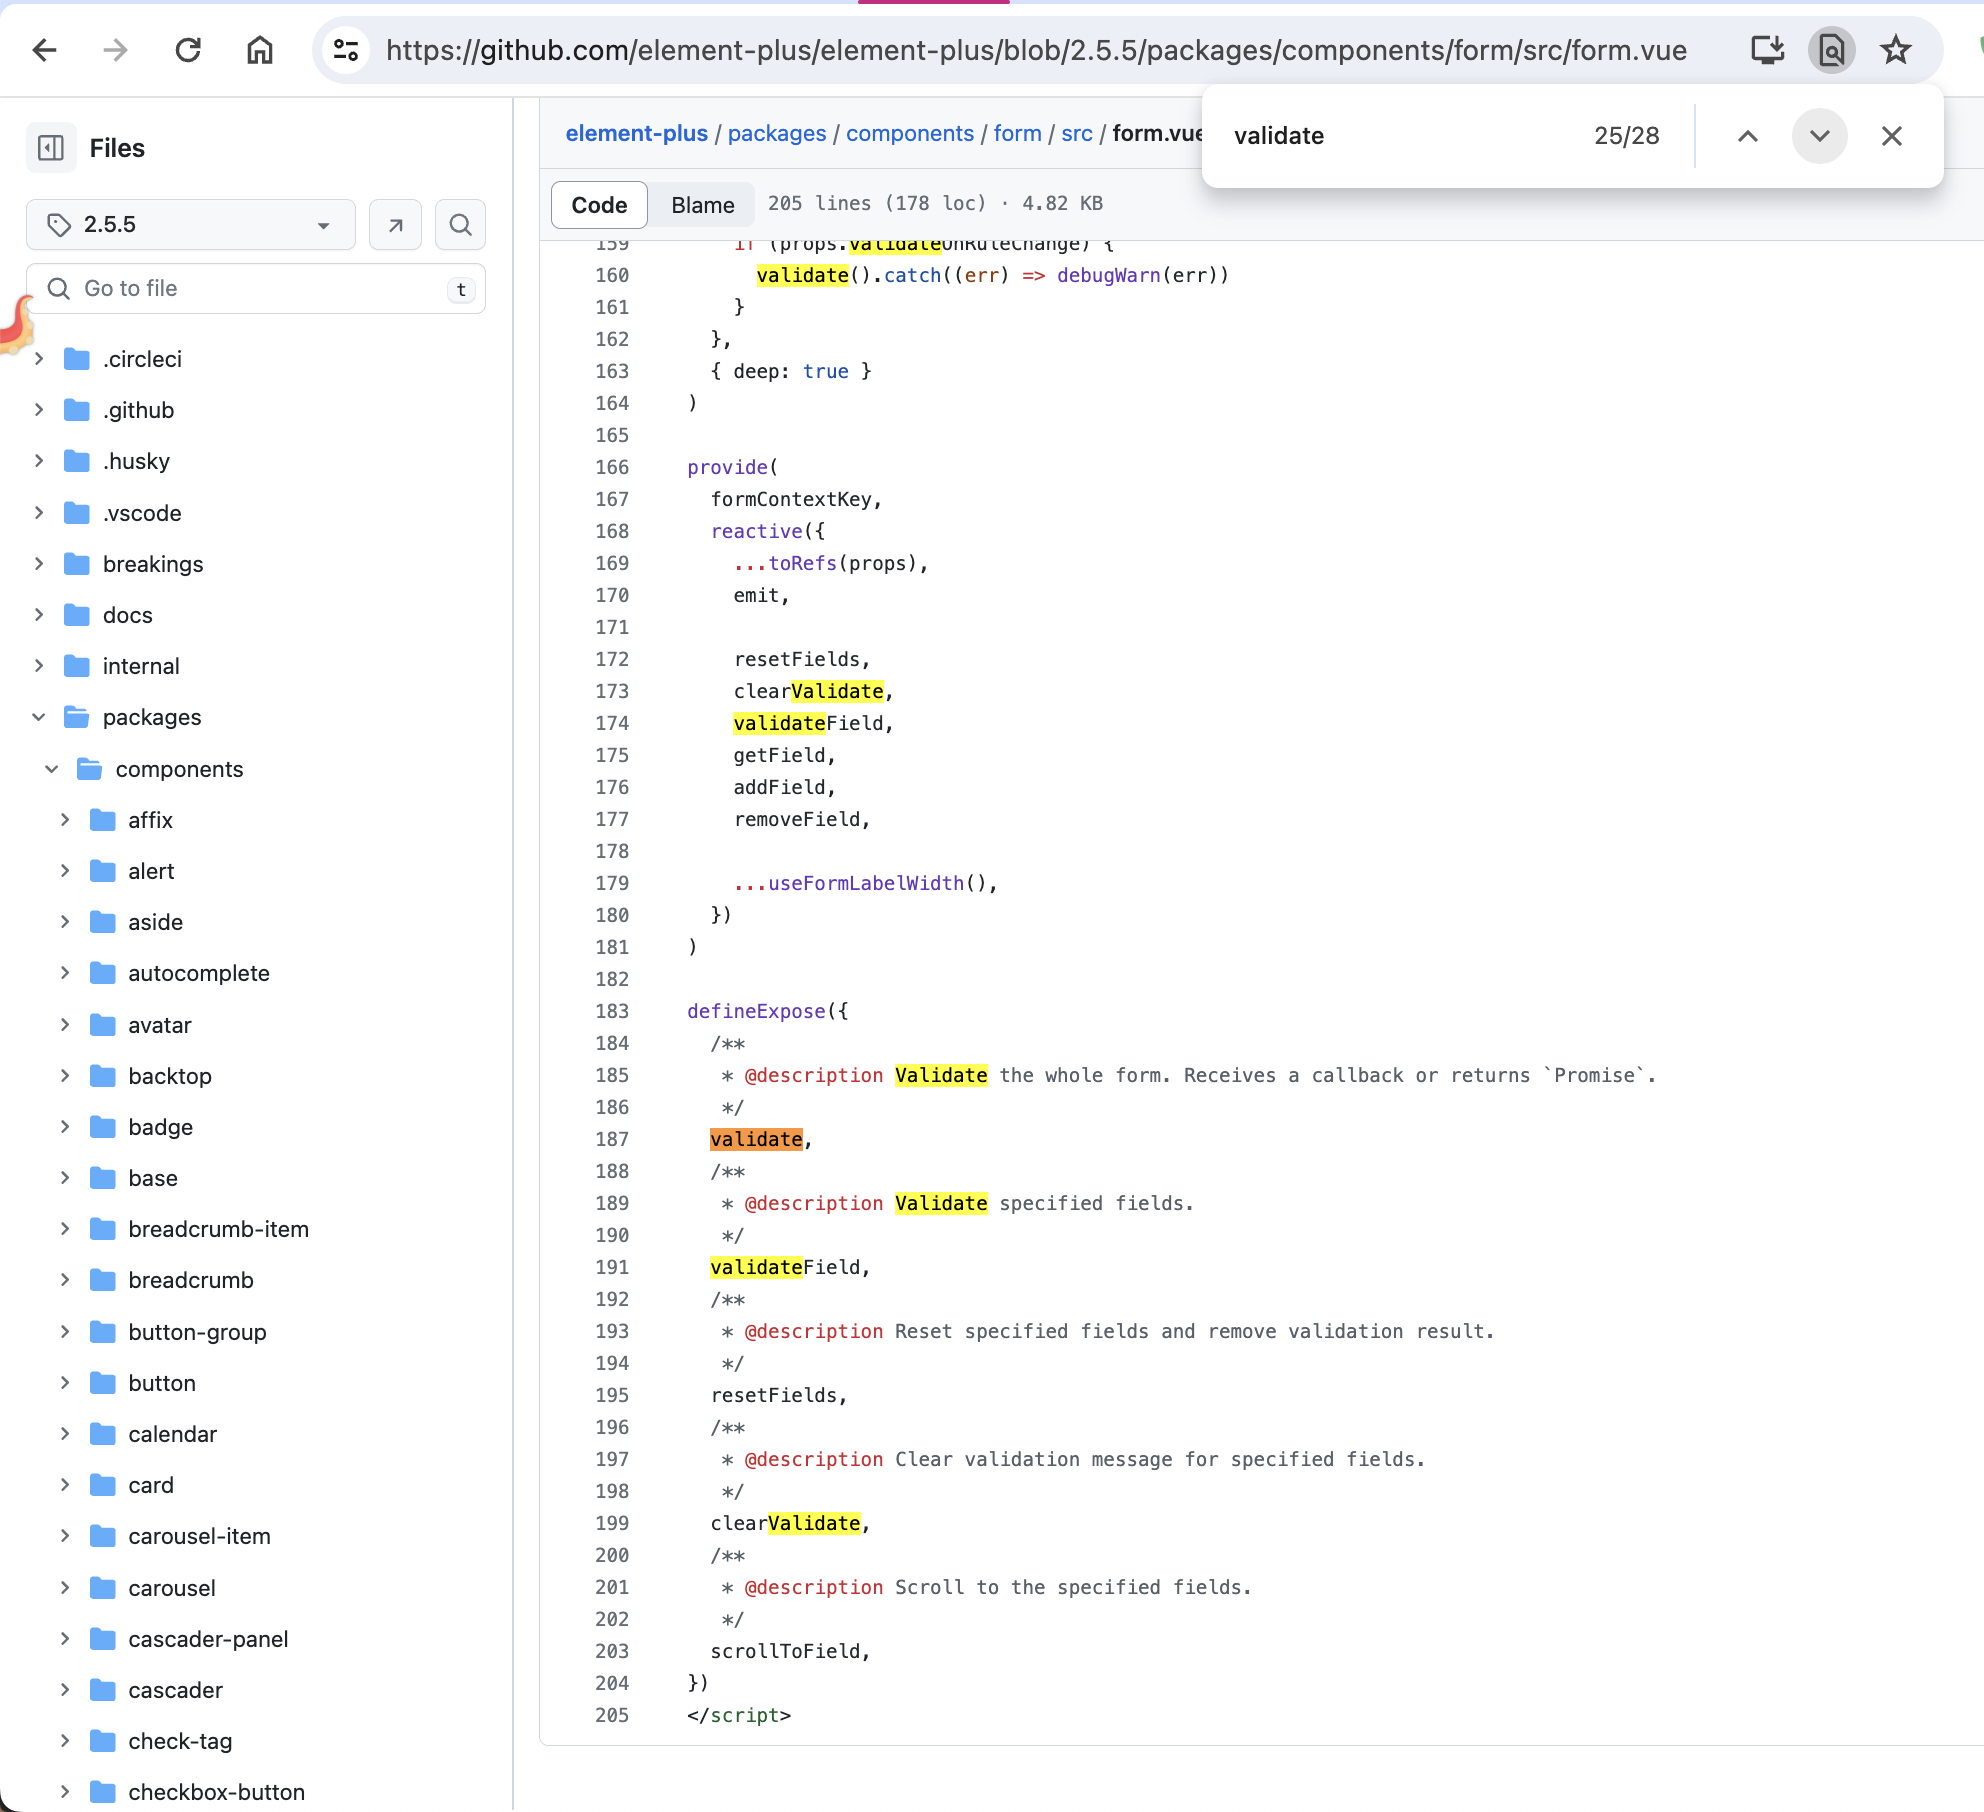 https://github.com/element-plus/element-plus/blob/2.5.5/packages/components/form/src/form.vue
validate 25/28
Files
2.5.5
Go to file t
.circleci
.github
.husky
.vscode
breakings
docs
internal
packages
components
affix
alert
aside
autocomplete
avatar
backtop
badge
base
breadcrumb-item
breadcrumb
button-group
button
calendar
card
carousel-item
carousel
cascader-panel
cascader
check-tag
checkbox-button
element-plus / packages / components / form / src / form.vue
Code Blame 205 lines (178 loc) · 4.82 KB
159 if (props.validateOnRuleChange) {
160 validate().catch((err) => debugWarn(err))
161 }
162 },
163 { deep: true }
164 )
165
166 provide(
167 formContextKey,
168 reactive({
169 ...toRefs(props),
170 emit,
171
172 resetFields,
173 clearValidate,
174 validateField,
175 getField,
176 addField,
177 removeField,
178
179 ...useFormLabelWidth(),
180 })
181 )
182
183 defineExpose({
184 /**
185 * @description Validate the whole form. Receives a callback or returns `Promise`.
186 */
187 validate,
188 /**
189 * @description Validate specified fields.
190 */
191 validateField,
192 /**
193 * @description Reset specified fields and remove validation result.
194 */
195 resetFields,
196 /**
197 * @description Clear validation message for specified fields.
198 */
199 clearValidate,
200 /**
201 * @description Scroll to the specified fields.
202 */
203 scrollToField,
204 })
205 </script>